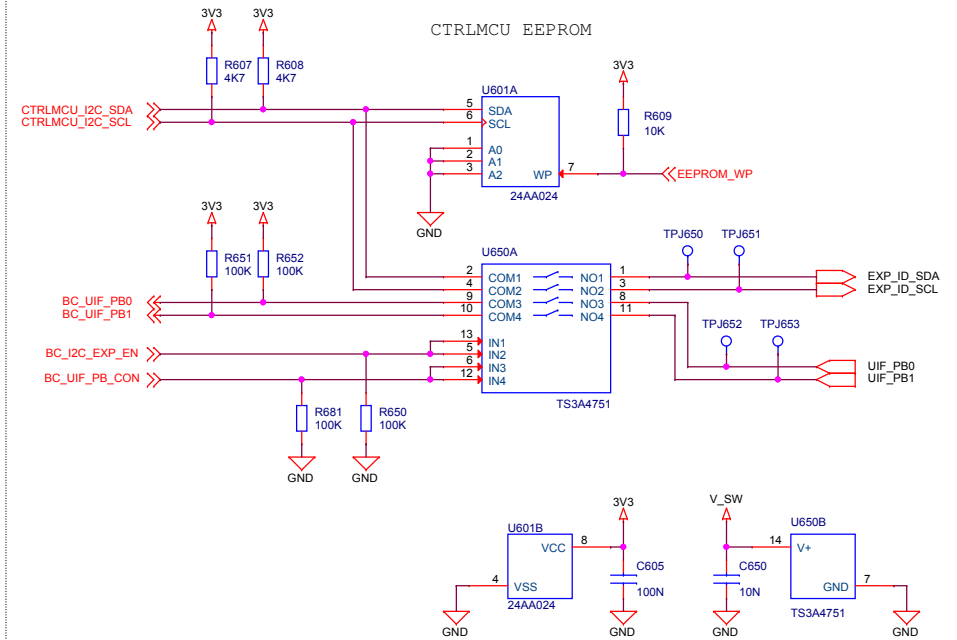 CTRLMCU EEPROM
3V3 3V3
R607 R608
4K7 4K7
3V3
U601A
R609
10K
CTRLMCU_I2C_SDA 5 SDA
CTRLMCU_I2C_SCL 6 SCL
1 A0
2 A1
3 A2 WP 7 EEPROM_WP
24AA024
GND
3V3 3V3
R651 R652
100K 100K
U650A
TPJ650 TPJ651
2 COM1 NO1 1 EXP_ID_SDA
4 COM2 NO2 3 EXP_ID_SCL
BC_UIF_PB0 9 COM3 NO3 8
BC_UIF_PB1 10 COM4 NO4 11
TPJ652 TPJ653
13 IN1
BC_I2C_EXP_EN 5 IN2
6 IN3 UIF_PB0
BC_UIF_PB_CON 12 IN4 UIF_PB1
TS3A4751
R681 R650
100K 100K
GND GND
3V3 V_SW
U601B U650B
VCC 8 14 V+
C605 C650
100N 10N
4 VSS GND 7
24AA024 TS3A4751
GND GND GND GND